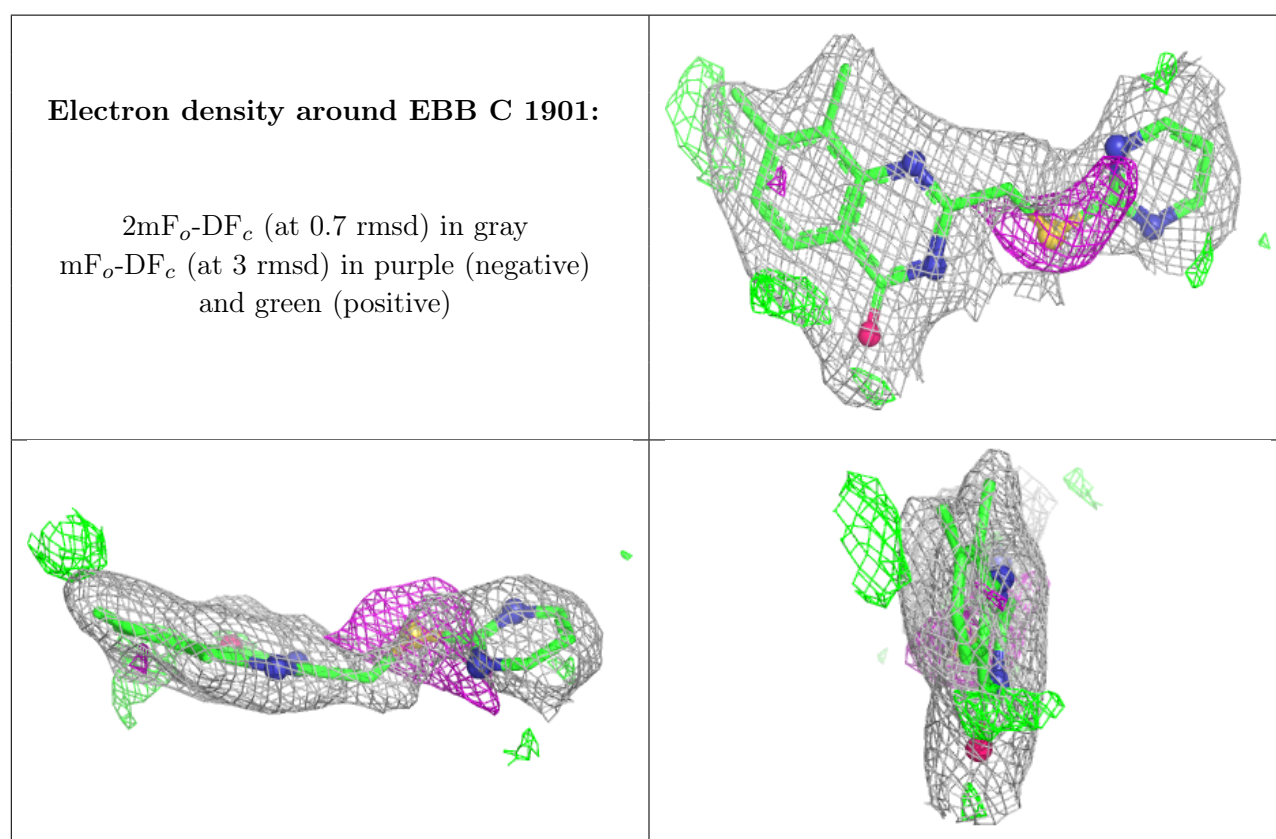 Electron density around EBB C 1901:
2mFo-DFc (at 0.7 rmsd) in gray
mFo-DFc (at 3 rmsd) in purple (negative)
and green (positive)